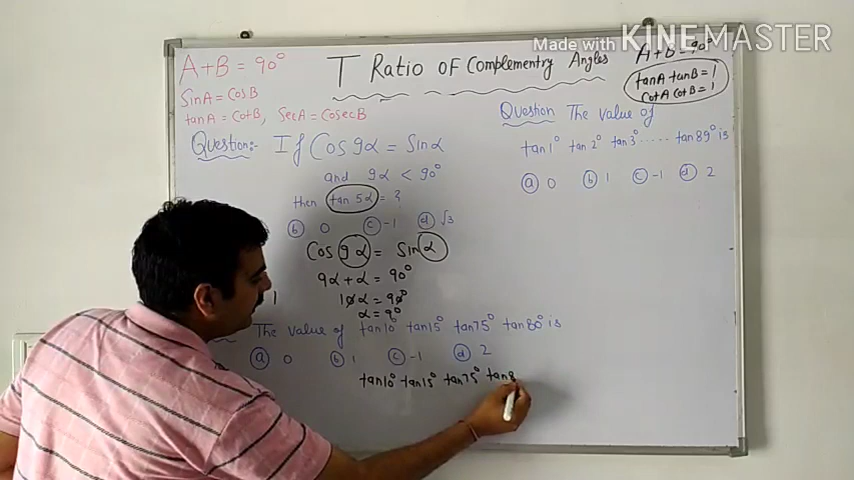 Made with KINEMASTER
T Ratio OF Complementry Angles
A+B = 90°
SinA = CosB
tanA = CotB, SecA = CosecB
A+B = 90°
tanA tanB = 1
CotA CotB = 1
Question:- If Cos 9α = Sinα
and 9α < 90°
then tan 5α = ?
b 0 c -1 d √3
Cos 9α = Sin α
9α + α = 90°
10α = 90°
α = 9°
1
The value of tan10° tan15° tan75° tan80° is
a 0 b 1 c -1 d 2
tan10° tan15° tan75° tan8
Question The value of
tan1° tan2° tan3° ..... tan89° is
a 0 b 1 c -1 d 2